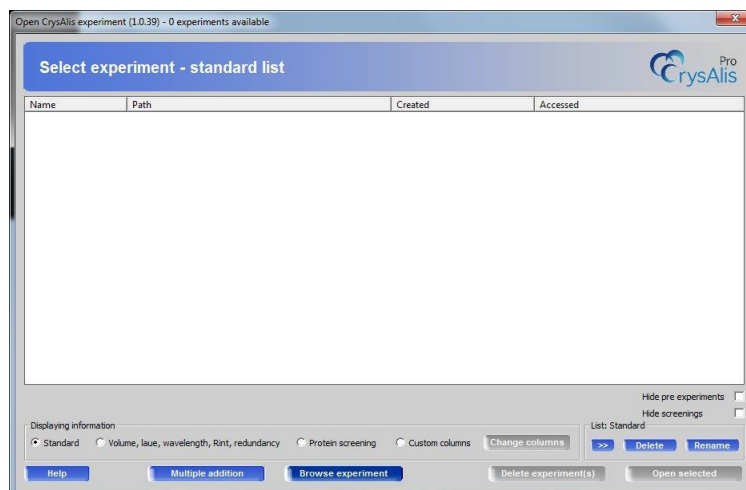 Open CrysAlis experiment (1.0.39) - 0 experiments available
Select experiment - standard list
CrysAlis Pro
Name Path Created Accessed
Hide pre experiments
Hide screenings
Displaying information
List: Standard
Standard Volume, laue, wavelength, Rint, redundancy Protein screening Custom columns Change columns >> Delete Rename
Help Multiple addition Browse experiment Delete experiment(s) Open selected